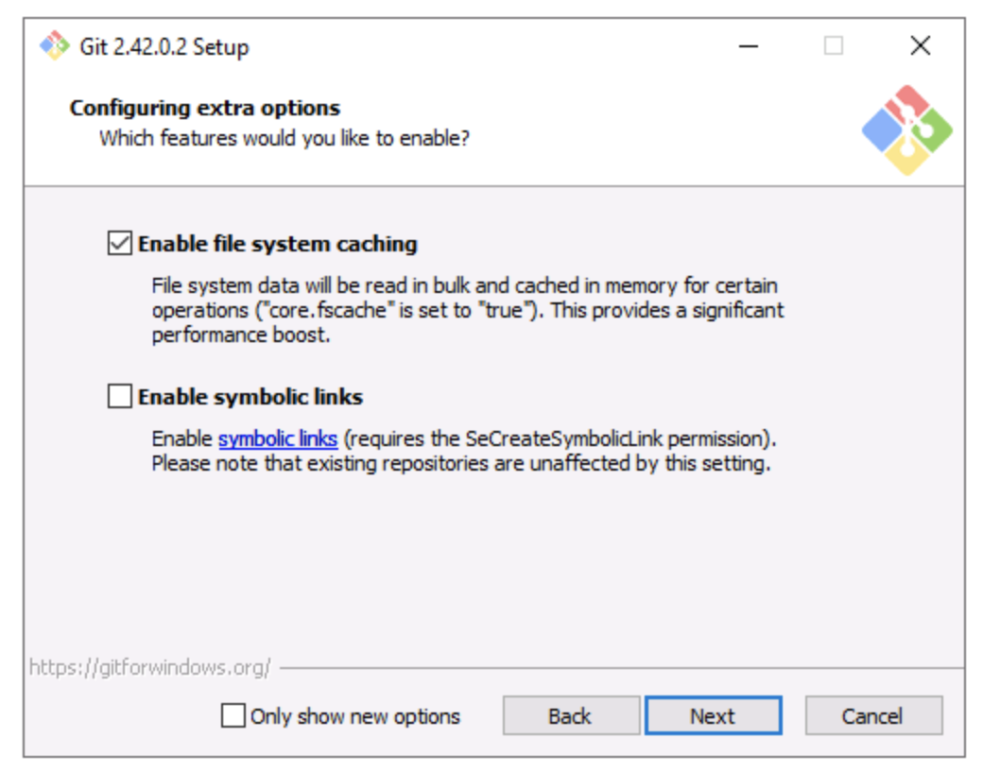 Git 2.42.0.2 Setup
Configuring extra options
Which features would you like to enable?
Enable file system caching
File system data will be read in bulk and cached in memory for certain
operations ("core.fscache" is set to "true"). This provides a significant
performance boost.
Enable symbolic links
Enable symbolic links (requires the SeCreateSymbolicLink permission).
Please note that existing repositories are unaffected by this setting.
https://gitforwindows.org/
Only show new options Back Next Cancel